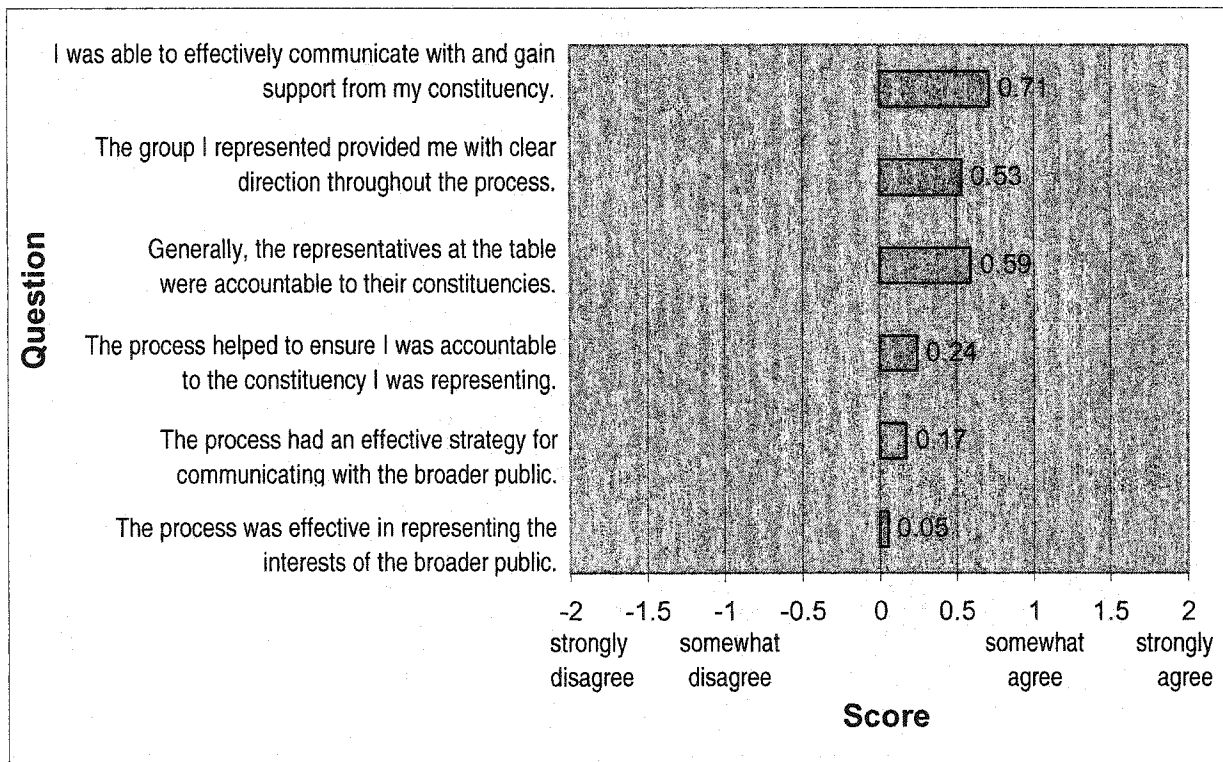 I was able to effectively communicate with and gain
support from my constituency.
0.71
The group I represented provided me with clear
direction throughout the process.
0.53
Generally, the representatives at the table
were accountable to their constituencies.
0.59
The process helped to ensure I was accountable
to the constituency I was representing.
0.24
The process had an effective strategy for
communicating with the broader public.
0.17
The process was effective in representing the
interests of the broader public.
0.05
Question
-2 -1.5 -1 -0.5 0 0.5 1 1.5 2
strongly somewhat somewhat strongly
disagree disagree agree agree
Score